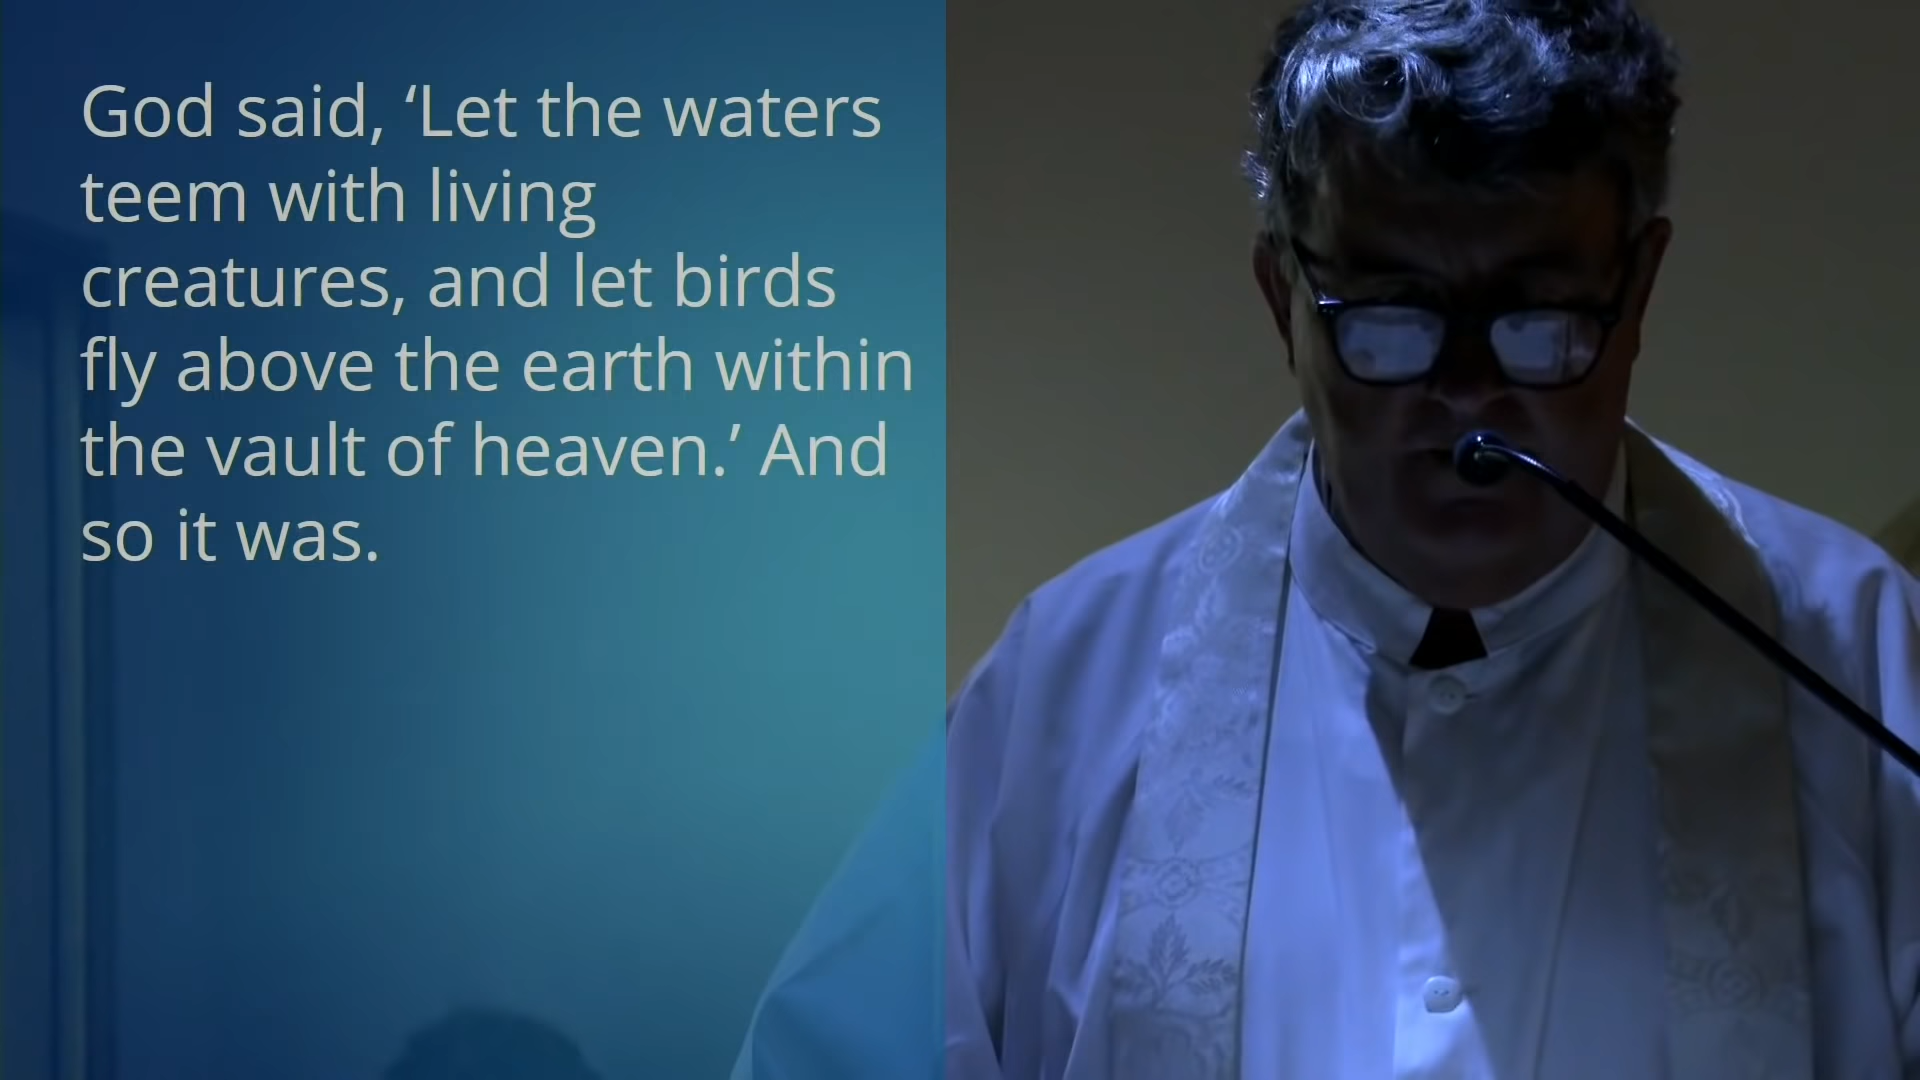 God said, ‘Let the waters
teem with living
creatures, and let birds
fly above the earth within
the vault of heaven.’ And
so it was.